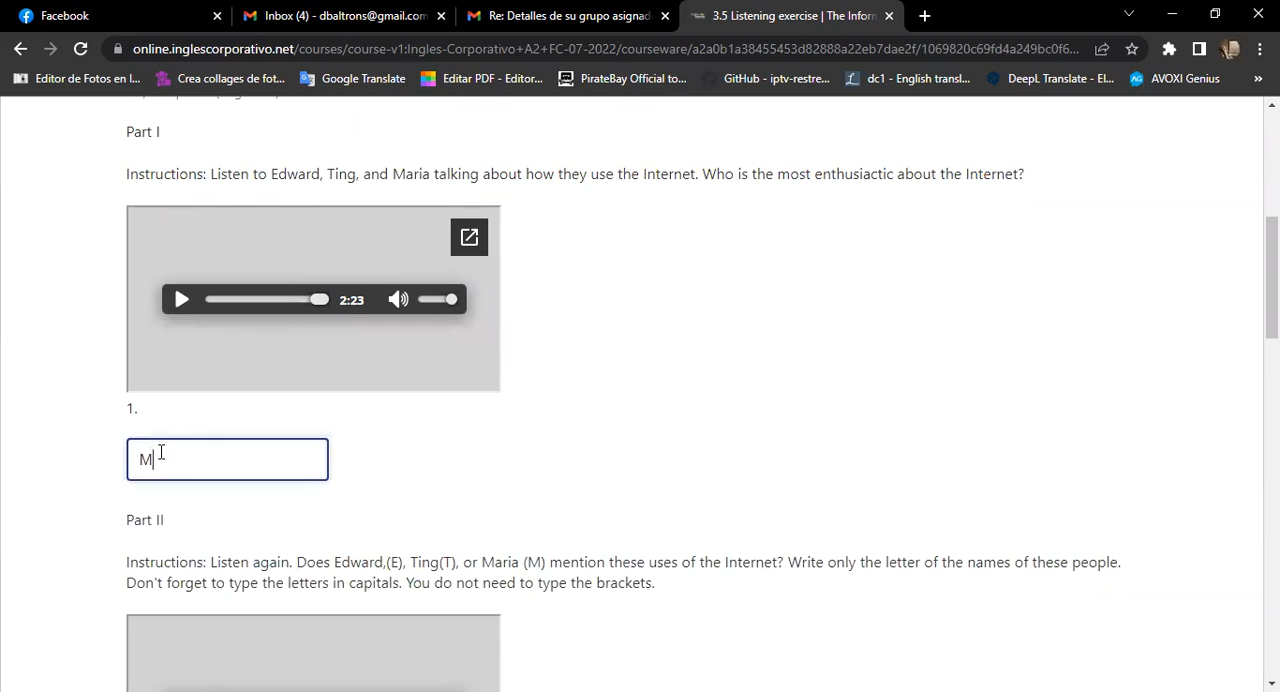 Facebook
Inbox (4) - dbaltrons@gmail.com
Re: Detalles de su grupo asignad
3.5 Listening exercise | The Infor
online.inglescorporativo.net/courses/course-v1:Ingles-Corporativo+A2+FC-07-2022/courseware/a2a0b1a38455453d82888a22eb7dae2f/1069820c69fd4a249bc0f6...
Editor de Fotos en l...
Crea collages de fot...
Google Translate
Editar PDF - Editor...
PirateBay Official to...
GitHub - iptv-restre...
dc1 - English transl...
DeepL Translate - El...
AVOXI Genius
Part I
Instructions: Listen to Edward, Ting, and Maria talking about how they use the Internet. Who is the most enthusiactic about the Internet?
2:23
1.
M
Part II
Instructions: Listen again. Does Edward,(E), Ting(T), or Maria (M) mention these uses of the Internet? Write only the letter of the names of these people.
Don't forget to type the letters in capitals. You do not need to type the brackets.